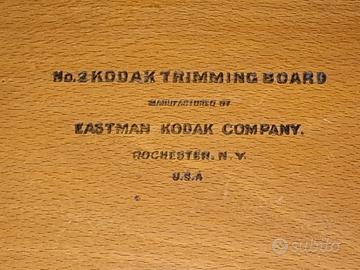 No.2 KODAK TRIMMING BOARD
MANUFACTURED BY
EASTMAN KODAK COMPANY.
ROCHESTER, N.Y.
U.S.A
subito